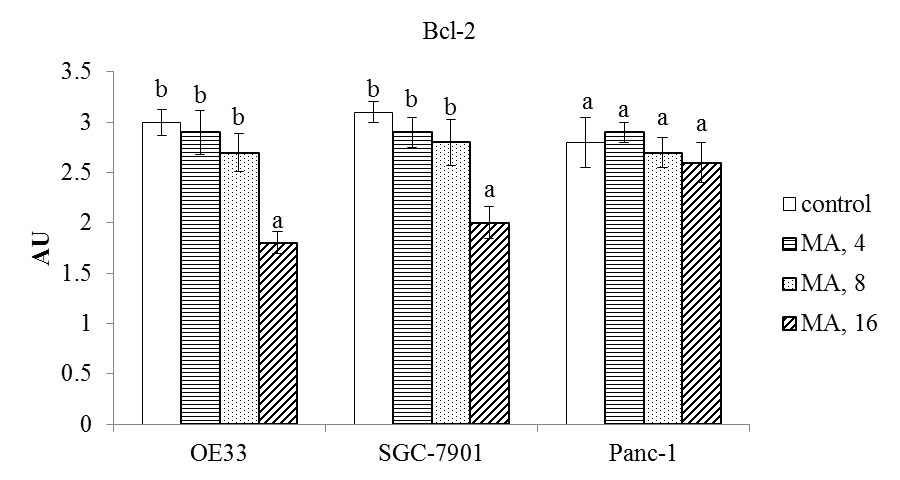 Bcl-2
3.5
3
2.5
2
1.5
1
0.5
0
AU
b b b a
b b b a
a a a a
OE33 SGC-7901 Panc-1
control
MA, 4
MA, 8
MA, 16